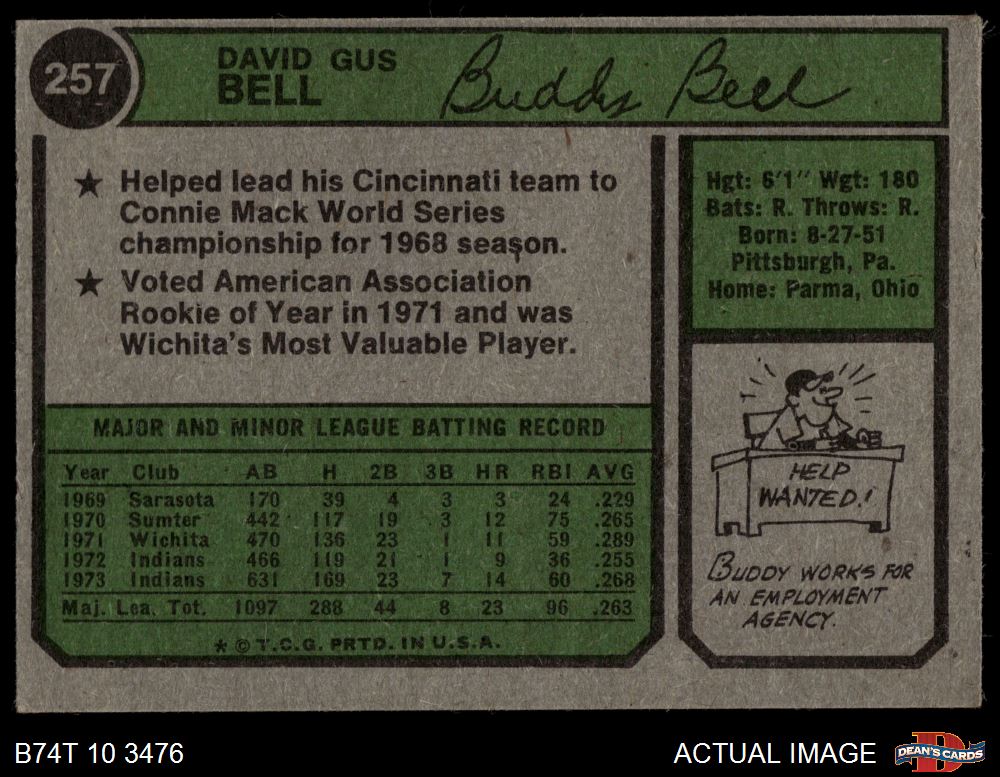 257
DAVID GUS
BELL
Buddy Bell
★ Helped lead his Cincinnati team to
Connie Mack World Series
championship for 1968 season.
★ Voted American Association
Rookie of Year in 1971 and was
Wichita's Most Valuable Player.
Hgt: 6'1" Wgt: 180
Bats: R. Throws: R.
Born: 8-27-51
Pittsburgh, Pa.
Home: Parma, Ohio
MAJOR AND MINOR LEAGUE BATTING RECORD
Year Club AB H 2B 3B HR RBI AVG
1969 Sarasota 170 39 4 3 3 24 .229
1970 Sumter 442 117 19 3 12 75 .265
1971 Wichita 470 136 23 1 11 59 .289
1972 Indians 466 119 21 1 9 36 .255
1973 Indians 631 169 23 7 14 60 .268
Maj. Lea. Tot. 1097 288 44 8 23 96 .263
* © T.C.G. PRTD. IN U.S.A.
HELP
WANTED!
BUDDY WORKS FOR
AN EMPLOYMENT
AGENCY.
B74T 10 3476
ACTUAL IMAGE
D
DEAN'S CARDS